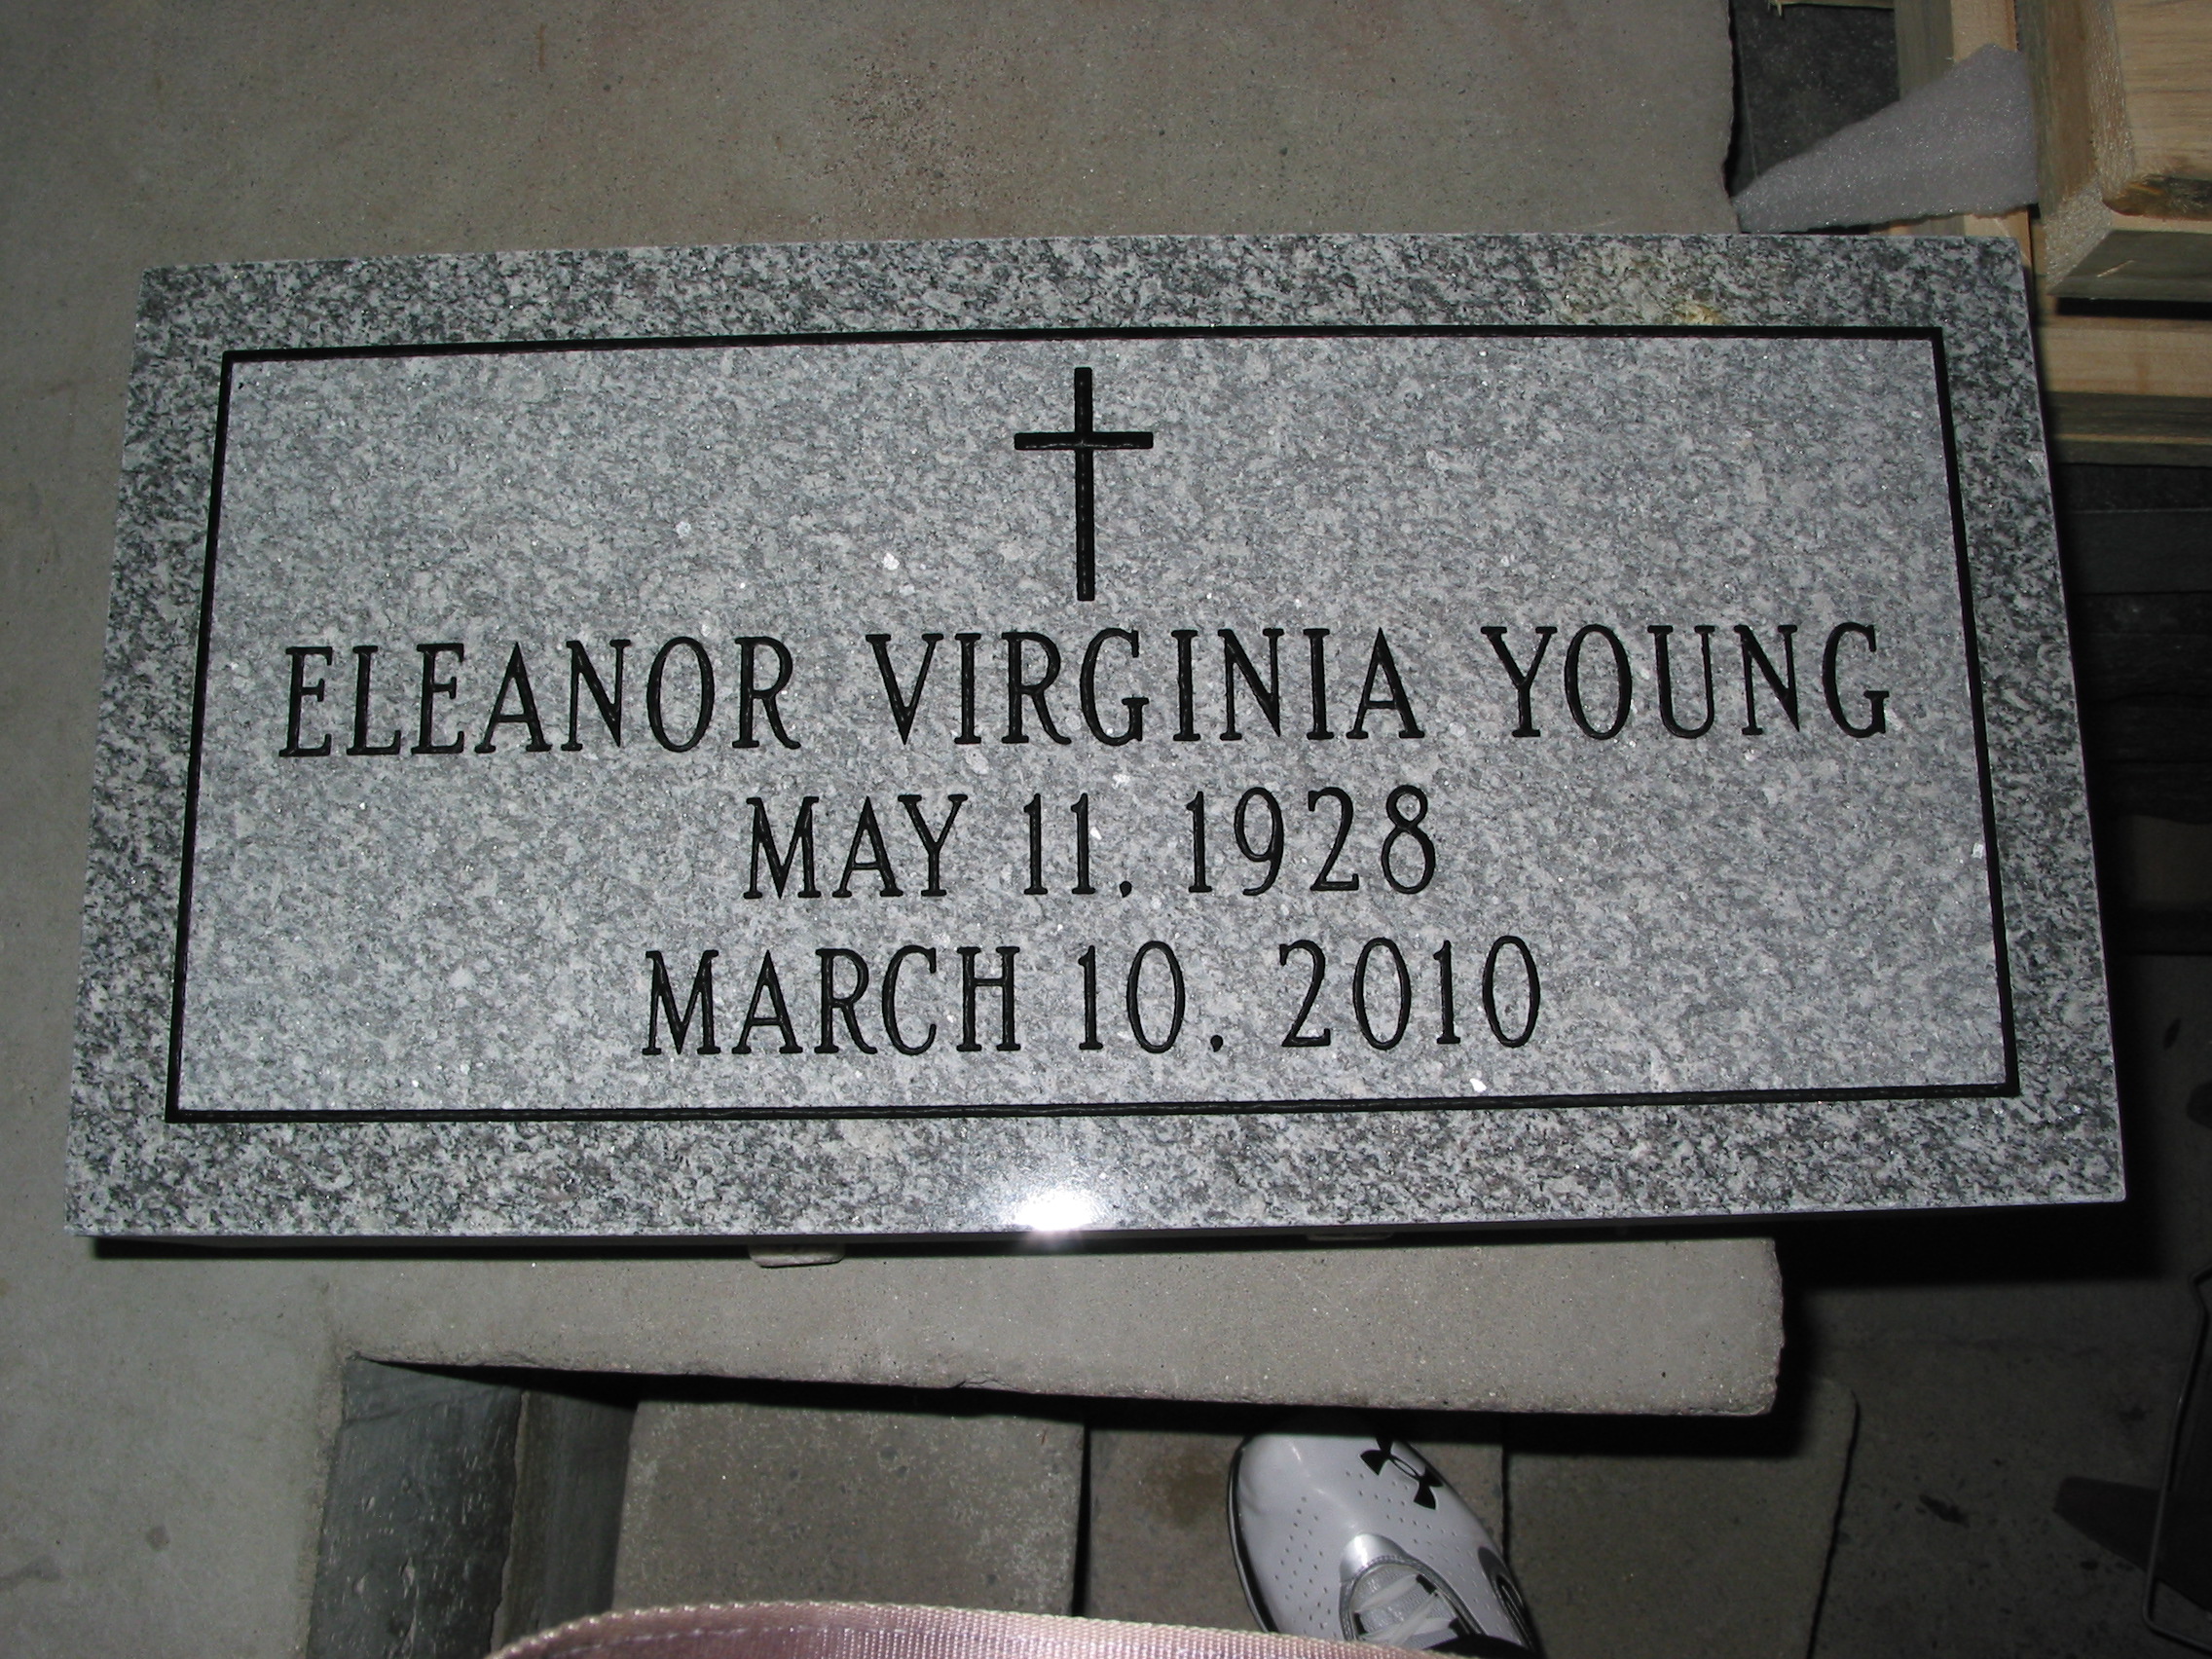 ELEANOR VIRGINIA YOUNG
MAY 11, 1928
MARCH 10, 2010